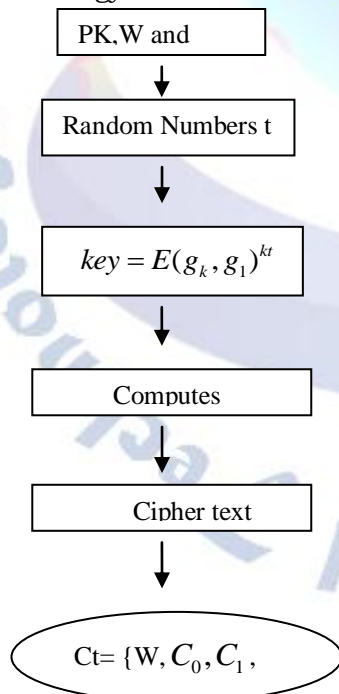 PK,W and
Random Numbers t
key = E(g_k, g_1)^{kt}
Computes
Cipher text
Ct= {W, C_0, C_1,